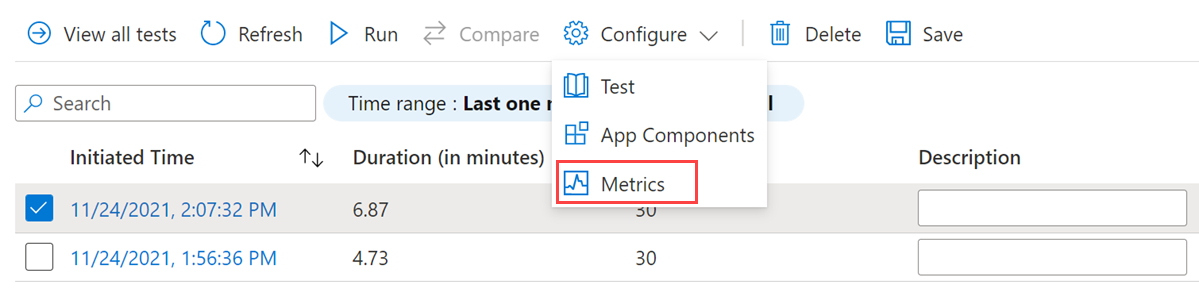 View all tests Refresh Run Compare Configure Delete Save
Test
Search Time range : Last one
App Components
Initiated Time Duration (in minutes) Description
Metrics
11/24/2021, 2:07:32 PM 6.87 30
11/24/2021, 1:56:36 PM 4.73 30